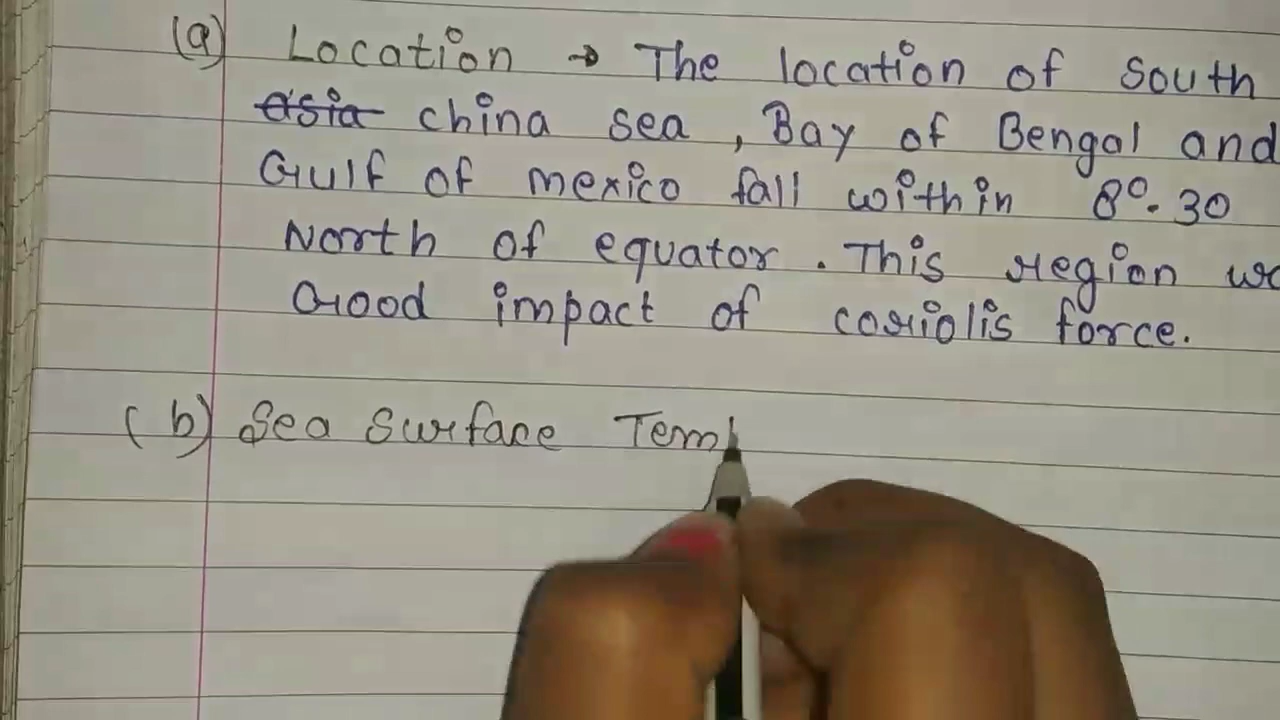 (a) Location → The location of South
asia china sea, Bay of Bengal and
Gulf of mexico fall within 8°-30
North of equator. This region
Good impact of coriolis force.
(b) Sea Surface Tem